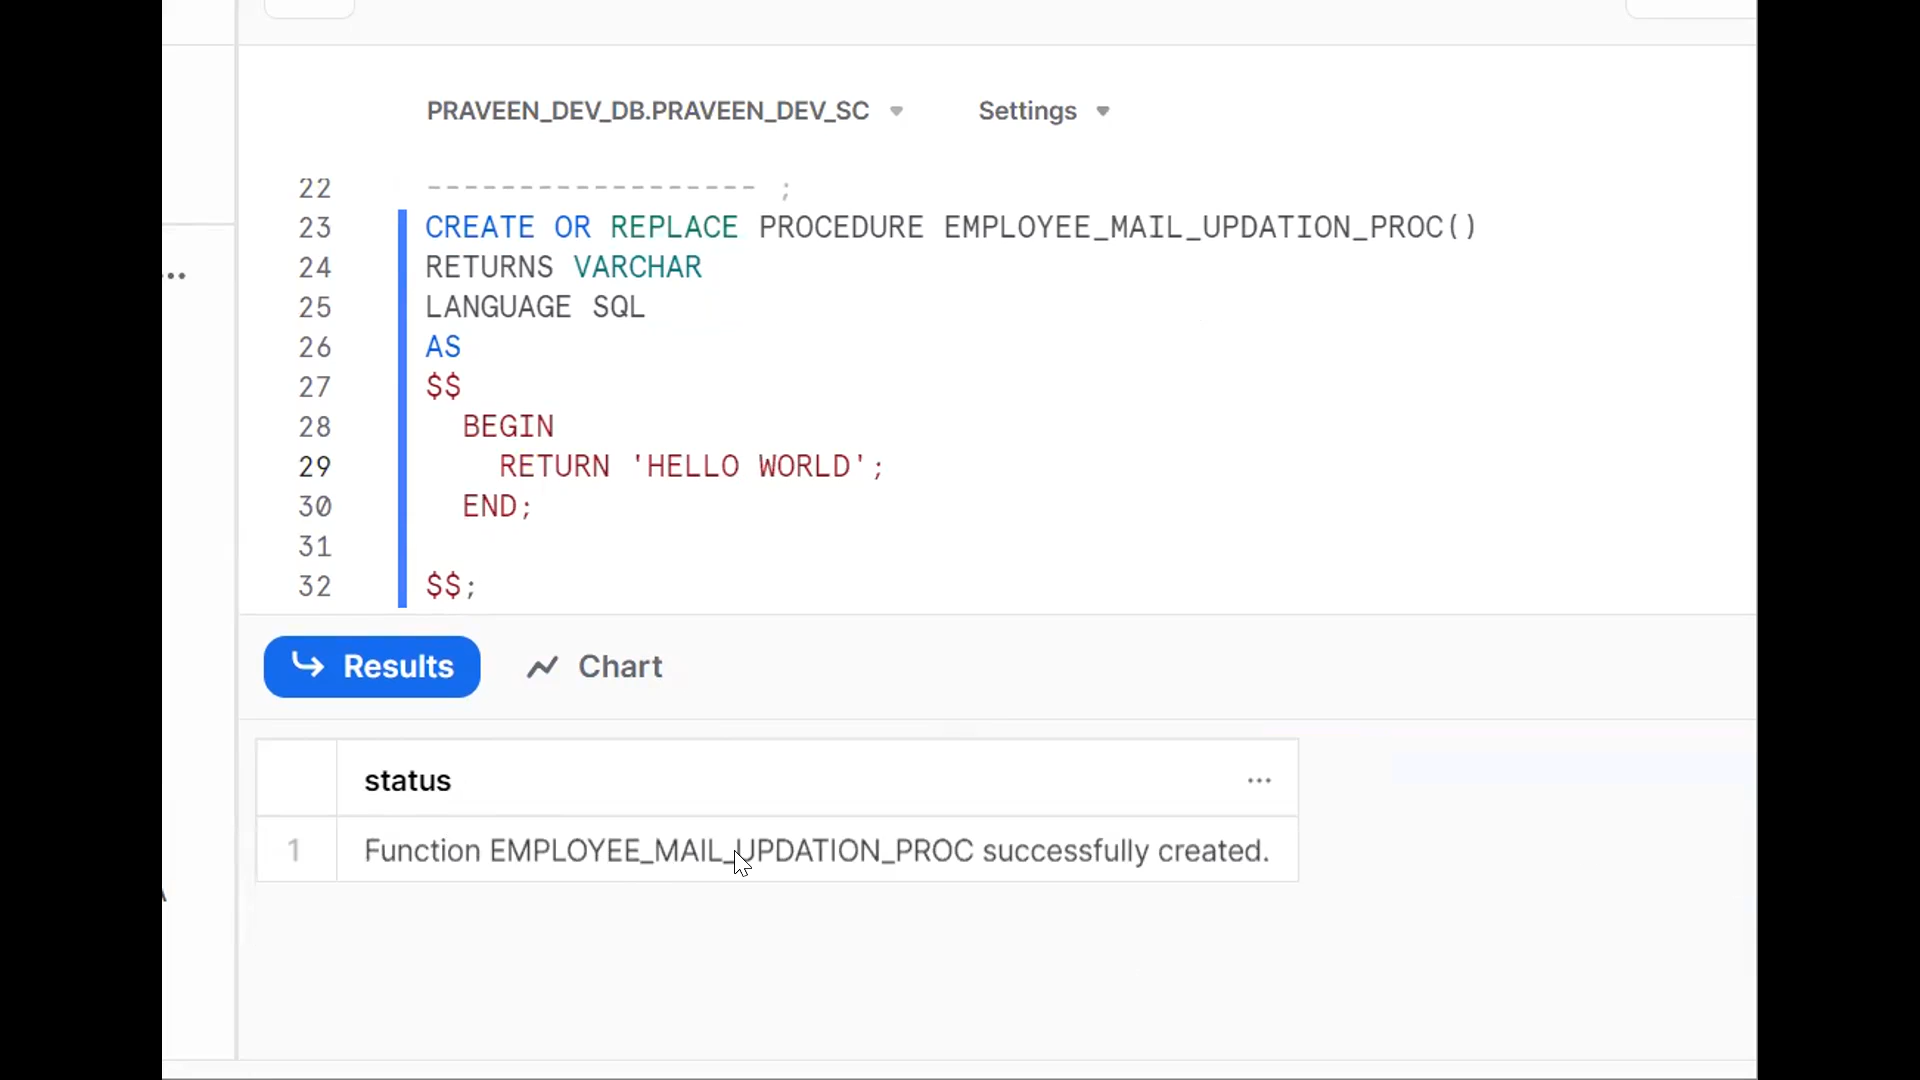 PRAVEEN_DEV_DB.PRAVEEN_DEV_SC Settings
22 ------------------ ;
23 CREATE OR REPLACE PROCEDURE EMPLOYEE_MAIL_UPDATION_PROC()
24 RETURNS VARCHAR
25 LANGUAGE SQL
26 AS
27 $$
28 BEGIN
29 RETURN 'HELLO WORLD';
30 END;
31
32 $$;
Results Chart
status ...
1 Function EMPLOYEE_MAIL_UPDATION_PROC successfully created.